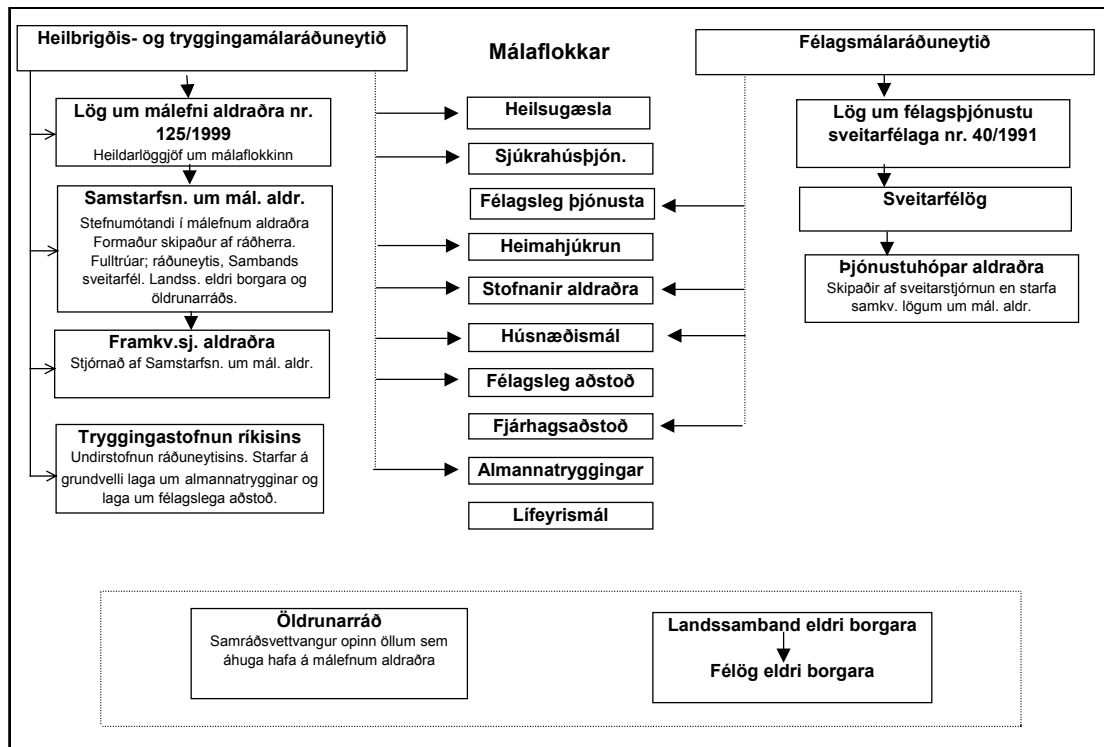 Heilbrigðis- og tryggingamálaráðuneytið
Lög um málefni aldraðra nr.
125/1999
Heildarlöggjöf um málaflokkinn
Samstarfsn. um mál. aldr.
Stefnumótandi í málefnum aldraðra
Formaður skipaður af ráðherra.
Fulltrúar; ráðuneytis, Sambands
sveitarfél. Landss. eldri borgara og
öldrunarráðs.
Framkv.sj. aldraðra
Stjórnað af Samstarfsn. um mál. aldr.
Tryggingastofnun ríkisins
Undirstofnun ráðuneytisins. Starfar á
grundvelli laga um almannatrygginar og
laga um félagslega aðstoð.
Málaflokkar
Heilsugæsla
Sjúkrahúsþjón.
Félagsleg þjónusta
Heimahjúkrun
Stofnanir aldraðra
Húsnæðismál
Félagsleg aðstoð
Fjárhagsaðstoð
Almannatryggingar
Lífeyrismál
Félagsmálaráðuneytið
Lög um félagsþjónustu
sveitarfélaga nr. 40/1991
Sveitarfélög
Þjónustuhópar aldraðra
Skipaðir af sveitarstjórnun en starfa
samkv. lögum um mál. aldr.
Öldrunarráð
Samráðsvettvangur opinn öllum sem
áhuga hafa á málefnum aldraðra
Landssamband eldri borgara
Félög eldri borgara